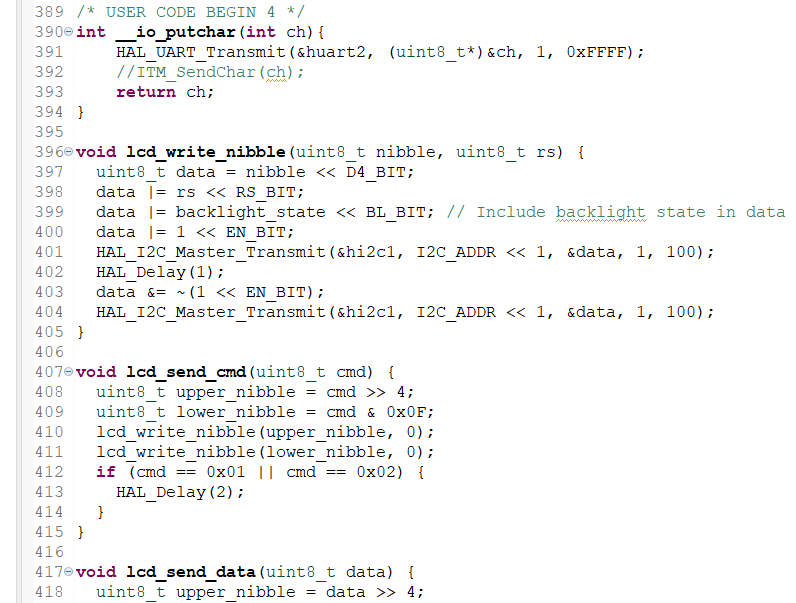 389 /* USER CODE BEGIN 4 */
390 int __io_putchar(int ch){
391     HAL_UART_Transmit(&huart2, (uint8_t*)&ch, 1, 0xFFFF);
392     //ITM_SendChar(ch);
393     return ch;
394 }
395
396 void lcd_write_nibble(uint8_t nibble, uint8_t rs) {
397   uint8_t data = nibble << D4_BIT;
398   data |= rs << RS_BIT;
399   data |= backlight_state << BL_BIT; // Include backlight state in data
400   data |= 1 << EN_BIT;
401   HAL_I2C_Master_Transmit(&hi2c1, I2C_ADDR << 1, &data, 1, 100);
402   HAL_Delay(1);
403   data &= ~(1 << EN_BIT);
404   HAL_I2C_Master_Transmit(&hi2c1, I2C_ADDR << 1, &data, 1, 100);
405 }
406
407 void lcd_send_cmd(uint8_t cmd) {
408   uint8_t upper_nibble = cmd >> 4;
409   uint8_t lower_nibble = cmd & 0x0F;
410   lcd_write_nibble(upper_nibble, 0);
411   lcd_write_nibble(lower_nibble, 0);
412   if (cmd == 0x01 || cmd == 0x02) {
413     HAL_Delay(2);
414   }
415 }
416
417 void lcd_send_data(uint8_t data) {
418   uint8_t upper_nibble = data >> 4;